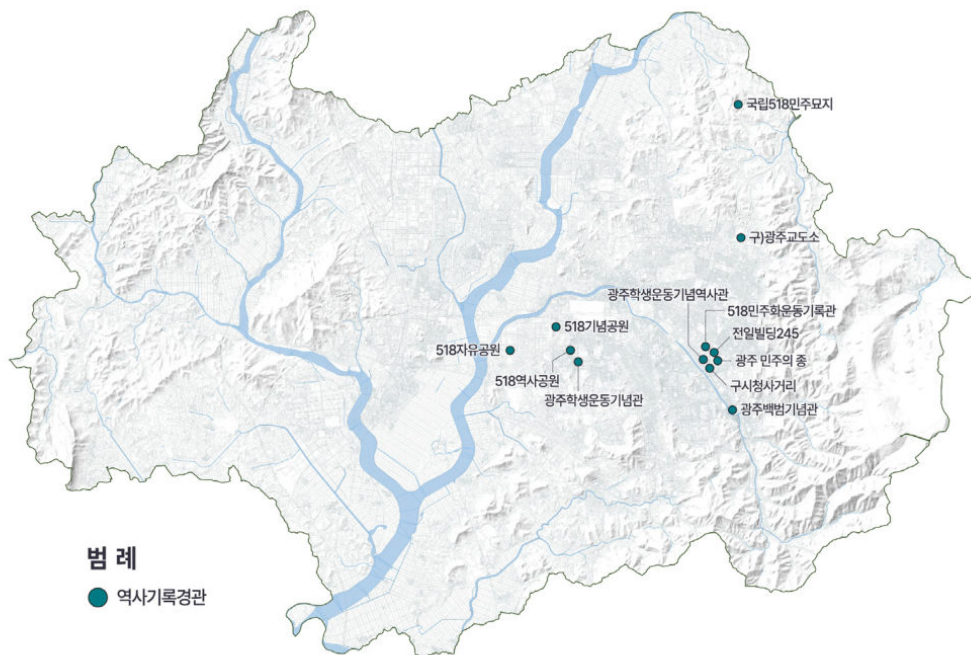 국립518민주묘지
구)광주교도소
광주학생운동기념역사관
518민주화운동기록관
518기념공원
전일빌딩245
518자유공원
광주 민주의 종
518역사공원
구시청사거리
광주학생운동기념관
광주백범기념관
범 례
역사기록경관